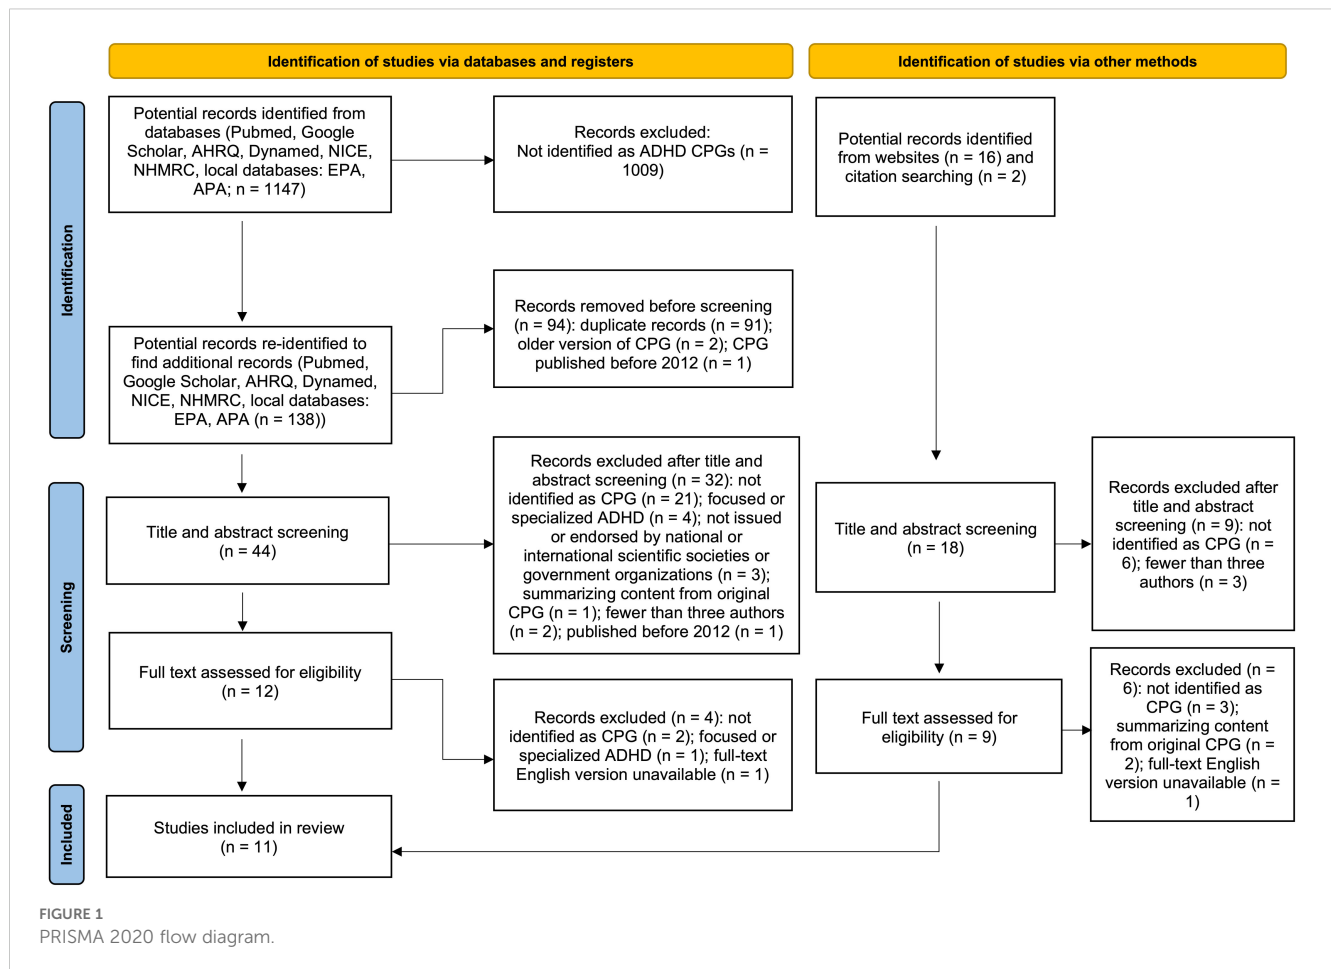 Identification of studies via databases and registers
Identification of studies via other methods
Identification
Potential records identified from
databases (Pubmed, Google
Scholar, AHRQ, Dynamed, NICE,
NHMRC, local databases: EPA,
APA; n = 1147)
Records excluded:
Not identified as ADHD CPGs (n =
1009)
Potential records identified
from websites (n = 16) and
citation searching (n = 2)
Potential records re-identified to
find additional records (Pubmed,
Google Scholar, AHRQ, Dynamed,
NICE, NHMRC, local databases:
EPA, APA (n = 138))
Records removed before screening
(n = 94): duplicate records (n = 91);
older version of CPG (n = 2); CPG
published before 2012 (n = 1)
Screening
Title and abstract screening
(n = 44)
Records excluded after title and
abstract screening (n = 32): not
identified as CPG (n = 21); focused or
specialized ADHD (n = 4); not issued
or endorsed by national or
international scientific societies or
government organizations (n = 3);
summarizing content from original
CPG (n = 1); fewer than three authors
(n = 2); published before 2012 (n = 1)
Title and abstract screening
(n = 18)
Records excluded after
title and abstract
screening (n = 9): not
identified as CPG (n =
6); fewer than three
authors (n = 3)
Full text assessed for eligibility
(n = 12)
Records excluded (n = 4): not
identified as CPG (n = 2); focused or
specialized ADHD (n = 1); full-text
English version unavailable (n = 1)
Full text assessed for
eligibility (n = 9)
Records excluded (n =
6): not identified as
CPG (n = 3);
summarizing content
from original CPG (n =
2); full-text English
version unavailable (n =
1)
Included
Studies included in review
(n = 11)
FIGURE 1
PRISMA 2020 flow diagram.